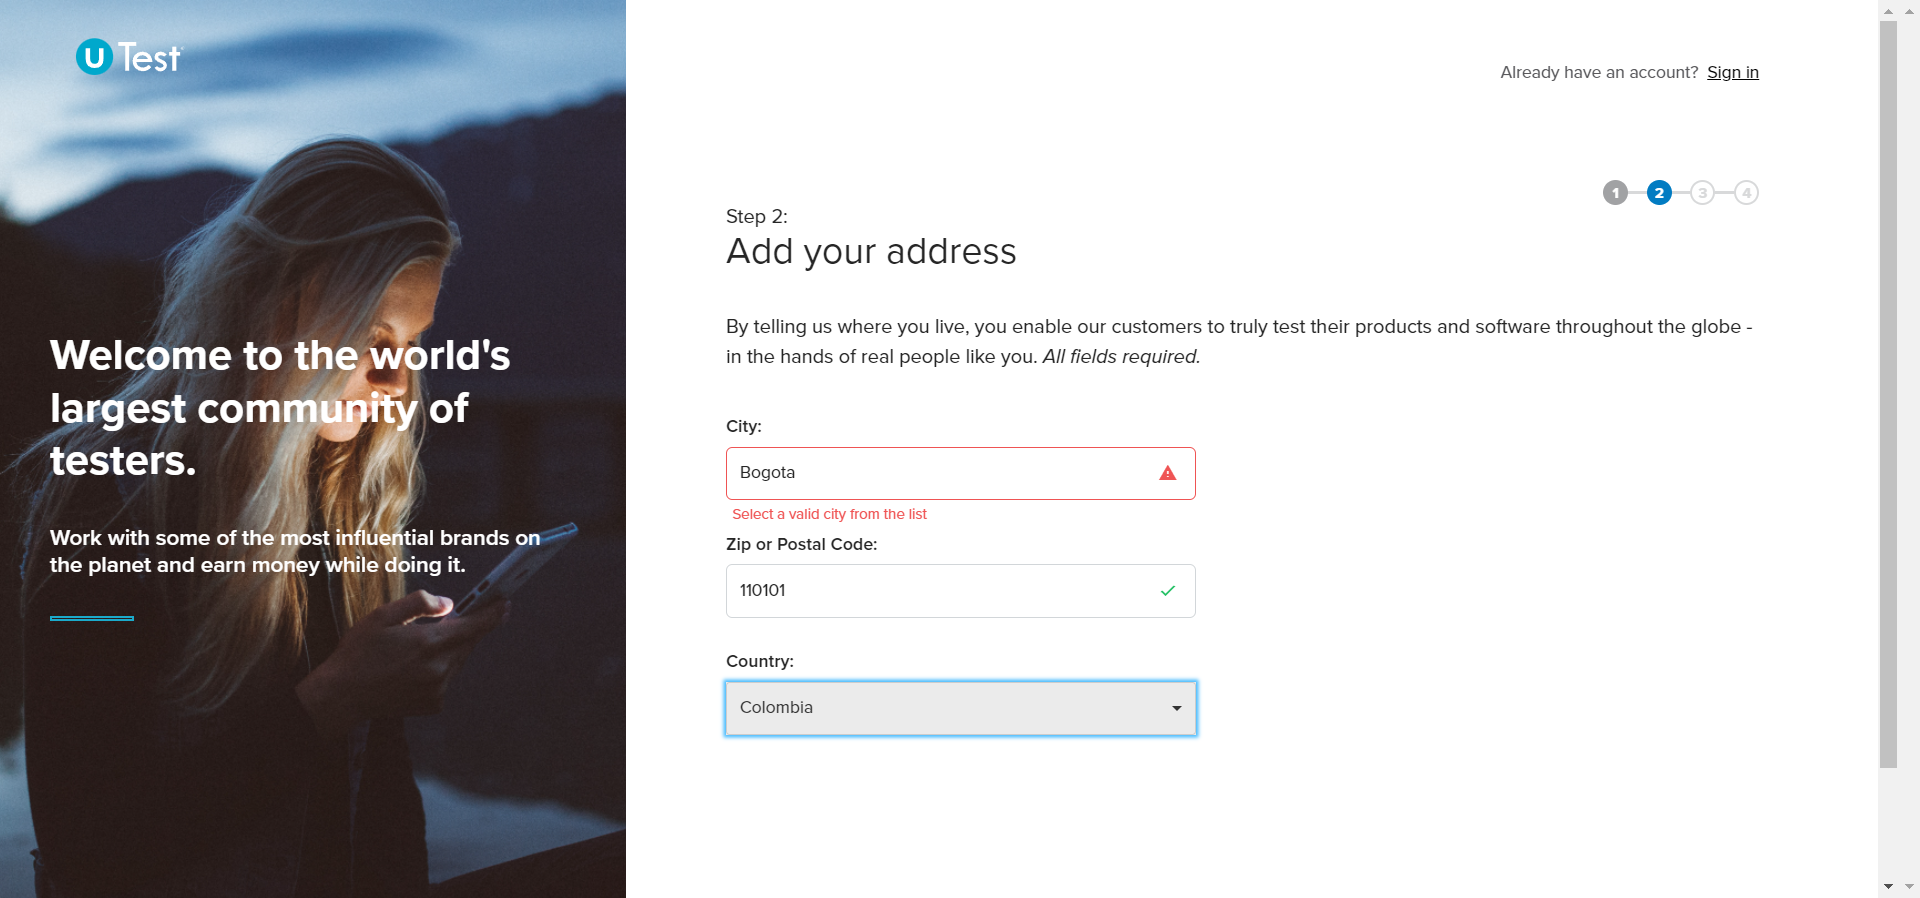 U Test
Already have an account? Sign in
1 2 3 4
Step 2:
Add your address
By telling us where you live, you enable our customers to truly test their products and software throughout the globe -
in the hands of real people like you. All fields required.
Welcome to the world's
largest community of
testers.
Work with some of the most influential brands on
the planet and earn money while doing it.
City:
Bogota
Select a valid city from the list
Zip or Postal Code:
110101
Country:
Colombia